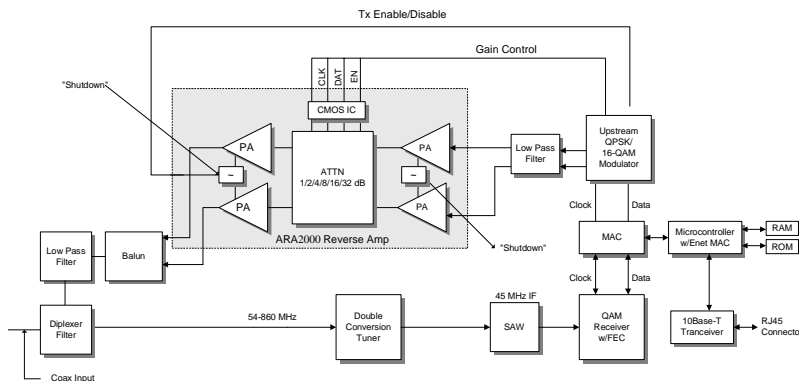 Tx Enable/Disable
Gain Control
"Shutdown"
CLK
DAT
EN
CMOS IC
PA
PA
ATTN
1/2/4/8/16/32 dB
~
~
PA
PA
Low Pass
Filter
Upstream
QPSK/
16-QAM
Modulator
ARA2000 Reverse Amp
"Shutdown"
Clock
Data
Low Pass
Filter
Balun
MAC
Microcontroller
w/Enet MAC
RAM
ROM
Clock
Data
Diplexer
Filter
54-860 MHz
Double
Conversion
Tuner
45 MHz IF
SAW
QAM
Receiver
w/FEC
10Base-T
Tranceiver
RJ45
Connecto
Coax Input